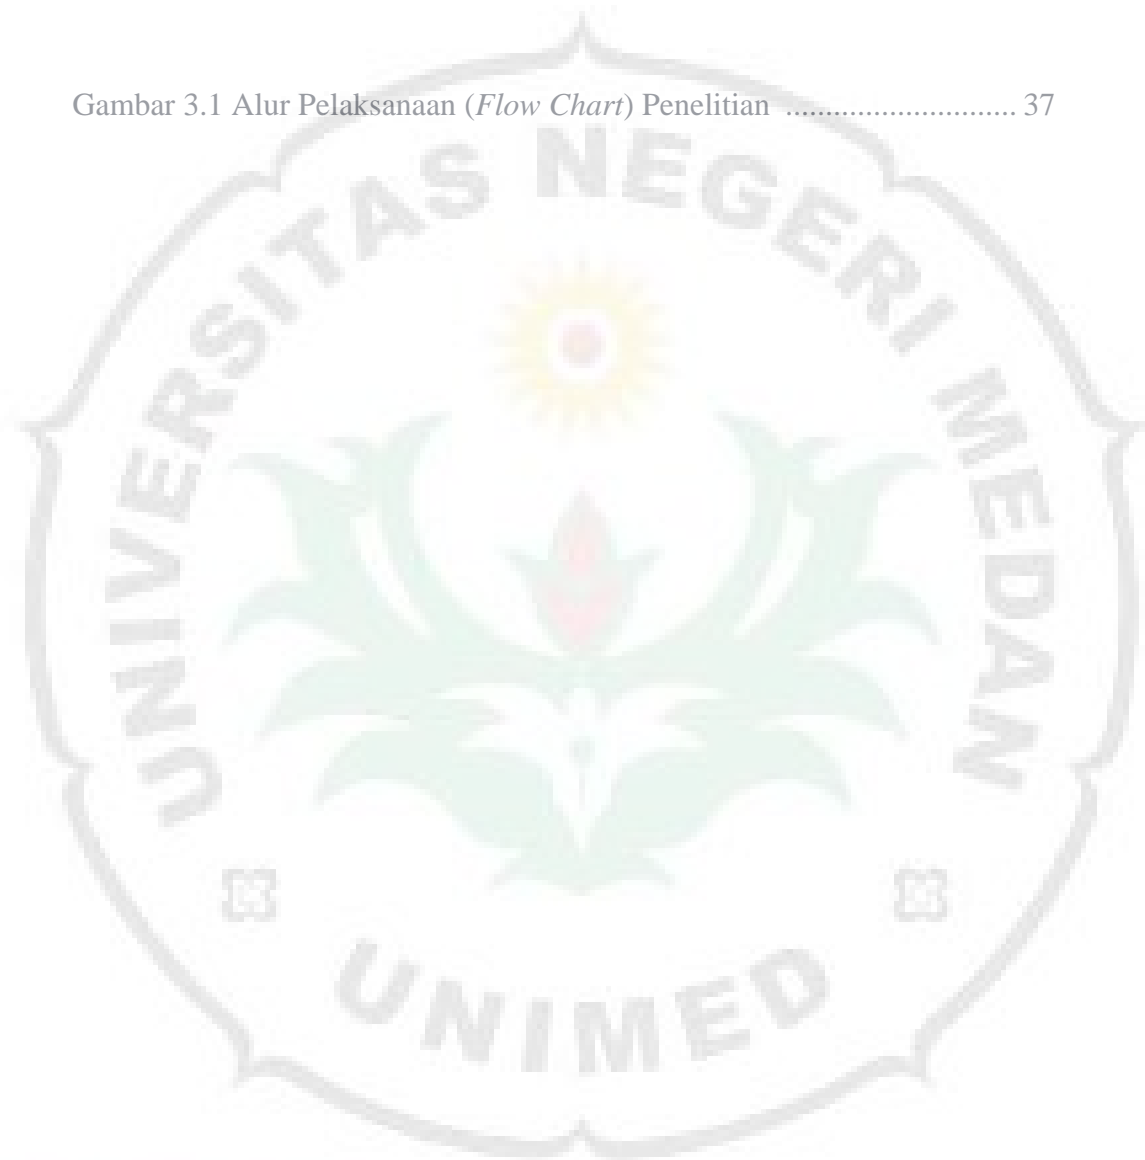 Gambar 3.1 Alur Pelaksanaan (Flow Chart) Penelitian ............................. 37
UNIVERSITAS NEGERI MEDAN
UNIMED